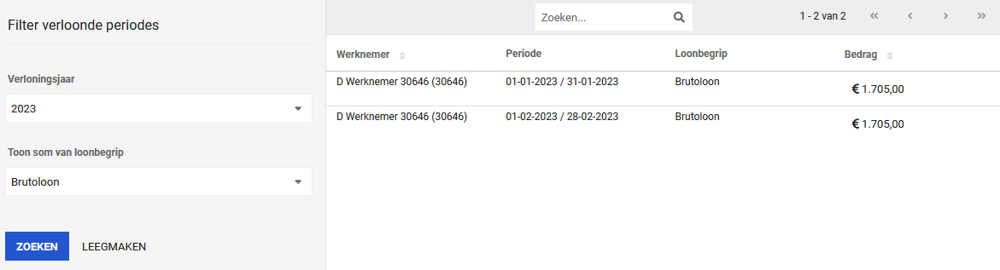 Filter verloonde periodes
Verloningsjaar
2023
Toon som van loonbegrip
Brutoloon
ZOEKEN LEEGMAKEN
Zoeken... 1 - 2 van 2
Werknemer Periode Loonbegrip Bedrag
D Werknemer 30646 (30646) 01-01-2023 / 31-01-2023 Brutoloon € 1.705,00
D Werknemer 30646 (30646) 01-02-2023 / 28-02-2023 Brutoloon € 1.705,00